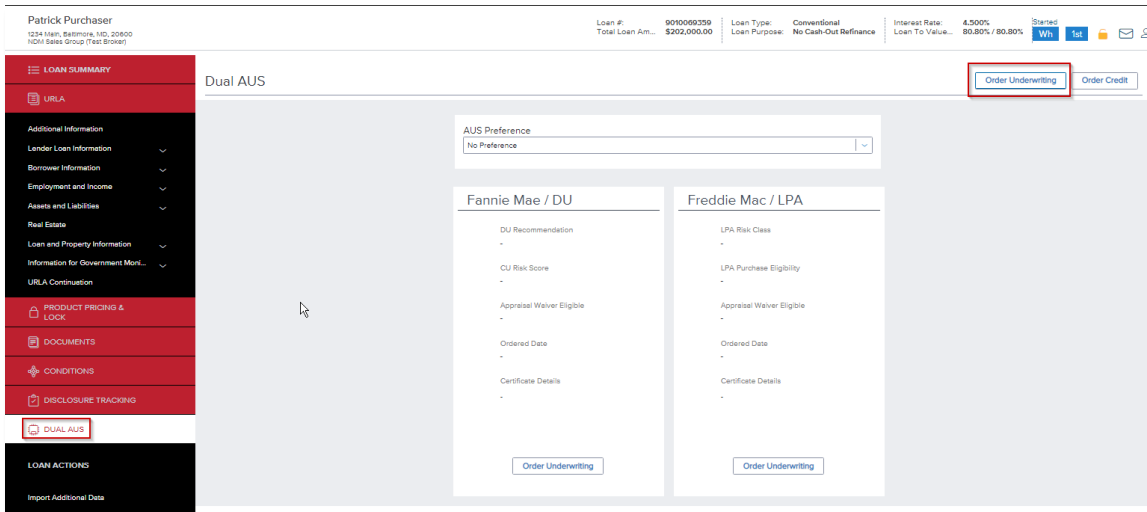 Patrick Purchaser
1234 Main, Baltimore, MD, 20600
NDM Sales Group (Test Broker)
Loan #: 9010069359
Total Loan Am... $202,000.00
Loan Type: Conventional
Loan Purpose: No Cash-Out Refinance
Interest Rate: 4.500%
Loan To Value... 80.80% / 80.80%
Started
Wh 1st
LOAN SUMMARY
URLA
Additional Information
Lender Loan Information
Borrower Information
Employment and Income
Assets and Liabilities
Real Estate
Loan and Property Information
Information for Government Moni...
URLA Continuation
PRODUCT PRICING &
LOCK
DOCUMENTS
CONDITIONS
DISCLOSURE TRACKING
DUAL AUS
LOAN ACTIONS
Import Additional Data
Dual AUS
Order Underwriting
Order Credit
AUS Preference
No Preference
Fannie Mae / DU
DU Recommendation
-
CU Risk Score
-
Appraisal Waiver Eligible
-
Ordered Date
-
Certificate Details
-
Order Underwriting
Freddie Mac / LPA
LPA Risk Class
-
LPA Purchase Eligibility
-
Appraisal Waiver Eligible
-
Ordered Date
-
Certificate Details
-
Order Underwriting